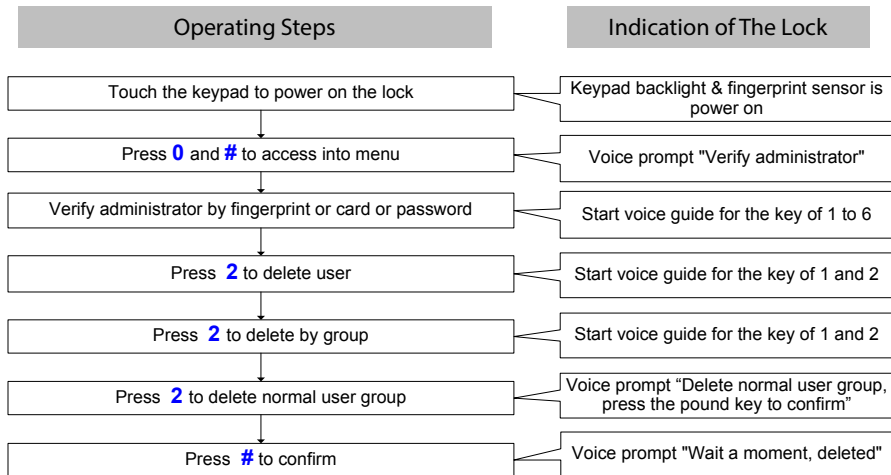 Operating Steps
Indication of The Lock
Touch the keypad to power on the lock
Keypad backlight & fingerprint sensor is
power on
Press 0 and # to access into menu
Voice prompt "Verify administrator"
Verify administrator by fingerprint or card or password
Start voice guide for the key of 1 to 6
Press 2 to delete user
Start voice guide for the key of 1 and 2
Press 2 to delete by group
Start voice guide for the key of 1 and 2
Press 2 to delete normal user group
Voice prompt “Delete normal user group,
press the pound key to confirm”
Press # to confirm
Voice prompt "Wait a moment, deleted"